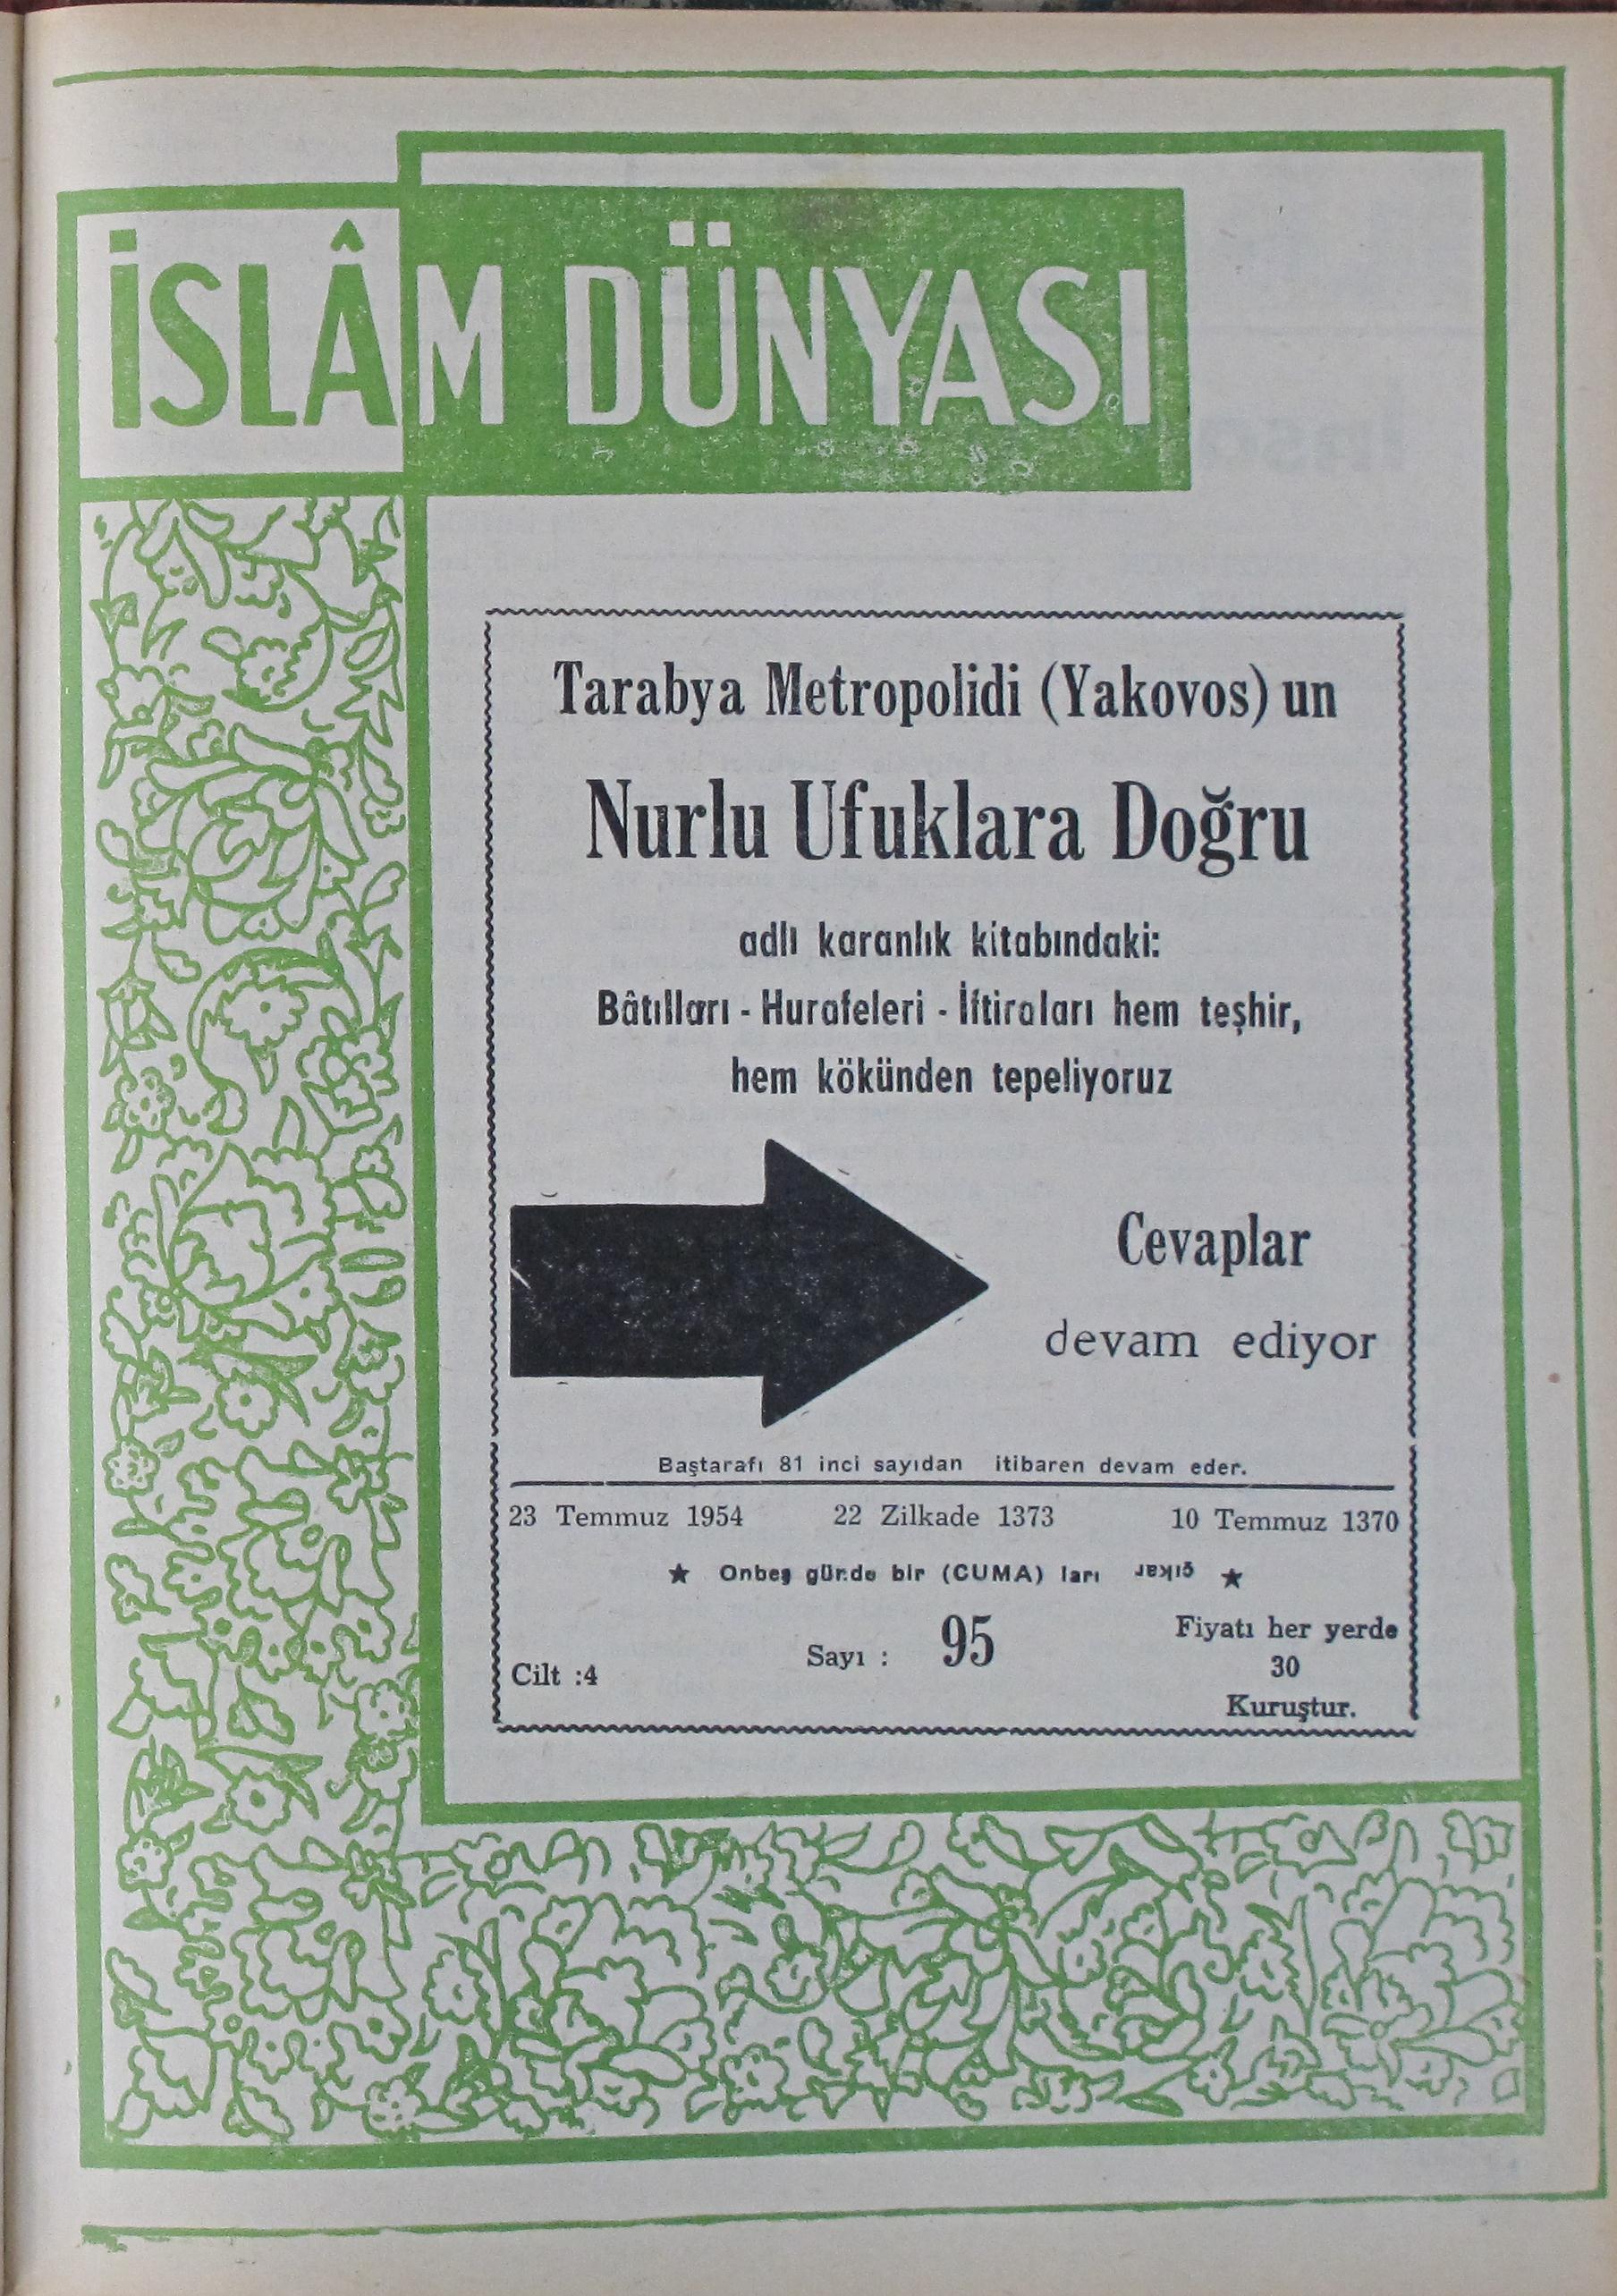 İSLÂM DÜNYASI
Tarabya Metropolidi (Yakovos) un
Nurlu Ufuklara Doğru
adlı karanlık kitabındaki:
Bâtılları - Hurafeleri - İftiraları hem teşhir,
hem kökünden tepeliyoruz
Cevaplar
devam ediyor
Baştarafı 81 inci sayıdan itibaren devam eder.
23 Temmuz 1954 22 Zilkade 1373 10 Temmuz 1370
★ Onbeş günde bir (CUMA) ları çıkar ★
Cilt :4
Sayı : 95
Fiyatı her yerde
30
Kuruştur.